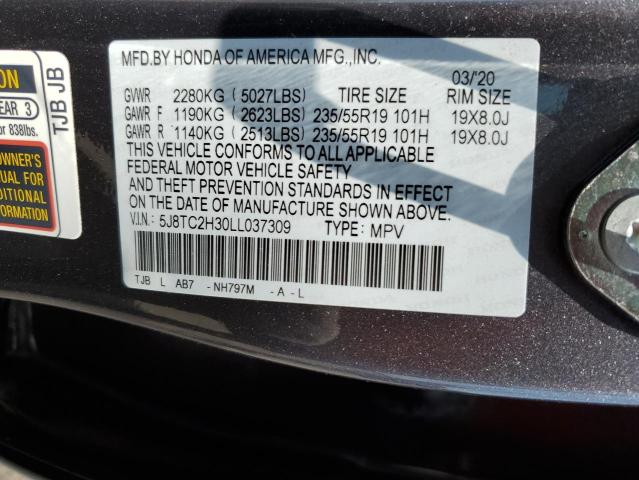 MFD.BY HONDA OF AMERICA MFG.,INC.
03/'20
GVWR 2280KG (5027LBS) TIRE SIZE RIM SIZE
GAWR F 1190KG (2623LBS) 235/55R19 101H 19X8.0J
GAWR R 1140KG (2513LBS) 235/55R19 101H 19X8.0J
THIS VEHICLE CONFORMS TO ALL APPLICABLE
FEDERAL MOTOR VEHICLE SAFETY
AND THEFT PREVENTION STANDARDS IN EFFECT
ON THE DATE OF MANUFACTURE SHOWN ABOVE.
V.I.N.: 5J8TC2H30LL037309 TYPE: MPV
TJB L AB7 -NH797M -A-L
TJB JB
ON
EAR 3
r 838lbs.
OWNER'S
UAL FOR
DITIONAL
FORMATION